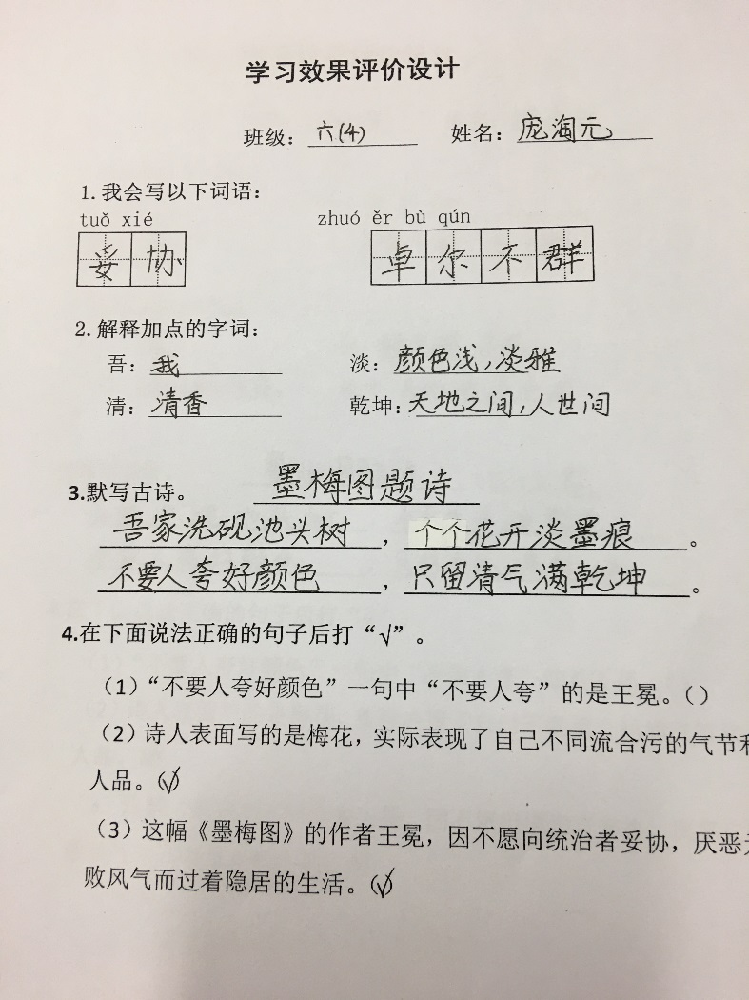 学习效果评价设计
班级：六(4) 姓名：庞淘元
1.我会写以下词语：
tuǒ xié zhuó ěr bù qún
妥协 卓尔不群
2.解释加点的字词：
吾：我 淡：颜色浅，淡雅
清：清香 乾坤：天地之间，人世间
3.默写古诗。 墨梅图题诗
吾家洗砚池头树，个个花开淡墨痕。
不要人夸好颜色，只留清气满乾坤。
4.在下面说法正确的句子后打“√”。
（1）“不要人夸好颜色”一句中“不要人夸”的是王冕。（）
（2）诗人表面写的是梅花，实际表现了自己不同流合污的气节和
人品。（√）
（3）这幅《墨梅图》的作者王冕，因不愿向统治者妥协，厌恶
败风气而过着隐居的生活。（√）